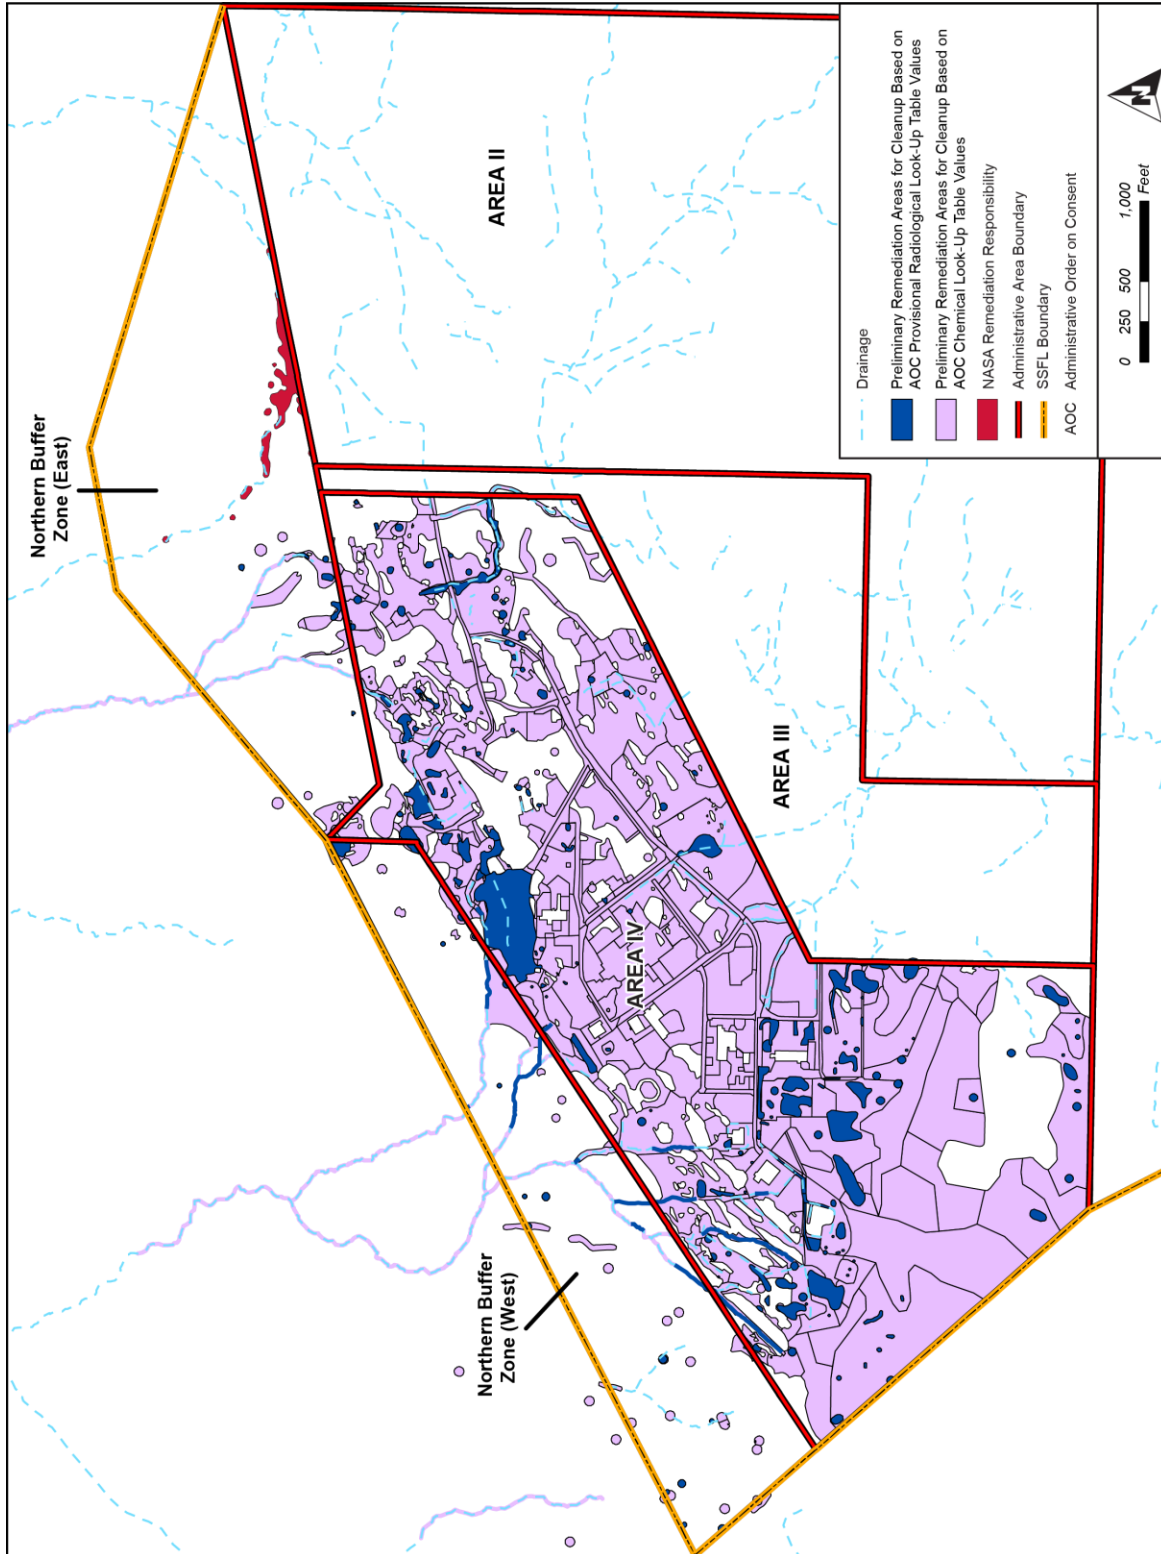 Northern Buffer
Zone (East)
AREA II
AREA III
AREA IV
Northern Buffer
Zone (West)
Drainage
Preliminary Remediation Areas for Cleanup Based on
AOC Provisional Radiological Look-Up Table Values
Preliminary Remediation Areas for Cleanup Based on
AOC Chemical Look-Up Table Values
NASA Remediation Responsibility
Administrative Area Boundary
SSFL Boundary
AOC Administrative Order on Consent
N
0 250 500 1,000
Feet